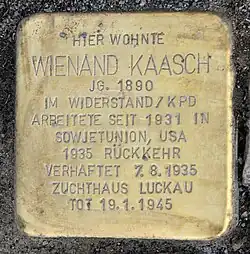 HIER WOHNTE
WIENAND KAASCH
JG. 1890
IM WIDERSTAND / KPD
ARBEITETE SEIT 1931 IN
SOWJETUNION, USA
1935 RÜCKKEHR
VERHAFTET 7.8.1935
ZUCHTHAUS LUCKAU
TOT 19.1.1945